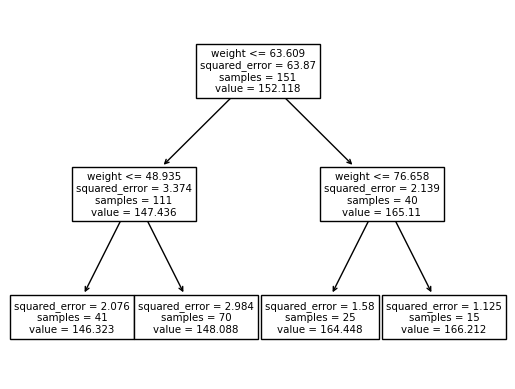 weight <= 63.609
squared_error = 63.87
samples = 151
value = 152.118
weight <= 48.935
squared_error = 3.374
samples = 111
value = 147.436
weight <= 76.658
squared_error = 2.139
samples = 40
value = 165.11
squared_error = 2.076
samples = 41
value = 146.323
squared_error = 2.984
samples = 70
value = 148.088
squared_error = 1.58
samples = 25
value = 164.448
squared_error = 1.125
samples = 15
value = 166.212